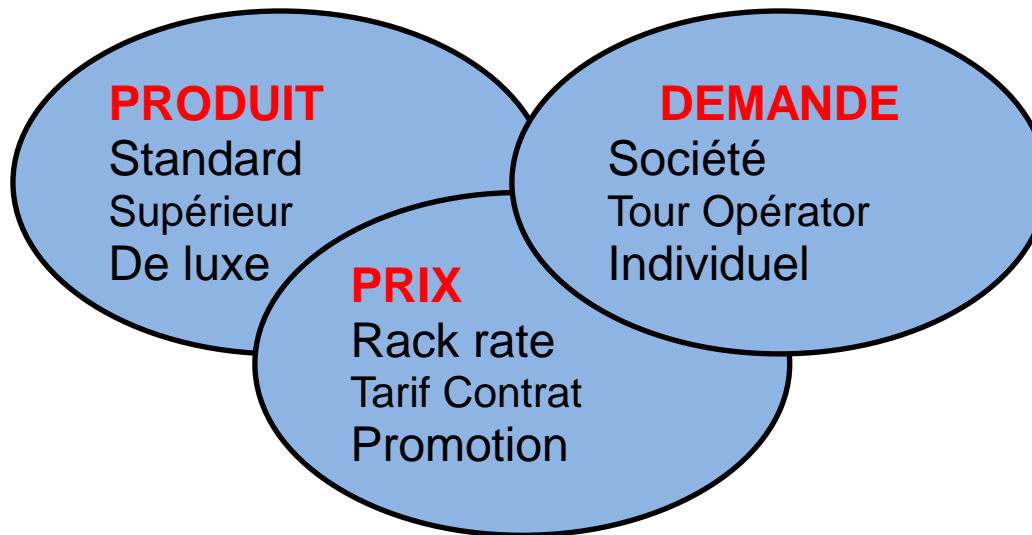 PRODUIT
Standard
Supérieur
De luxe
DEMANDE
Société
Tour Opérator
Individuel
PRIX
Rack rate
Tarif Contrat
Promotion